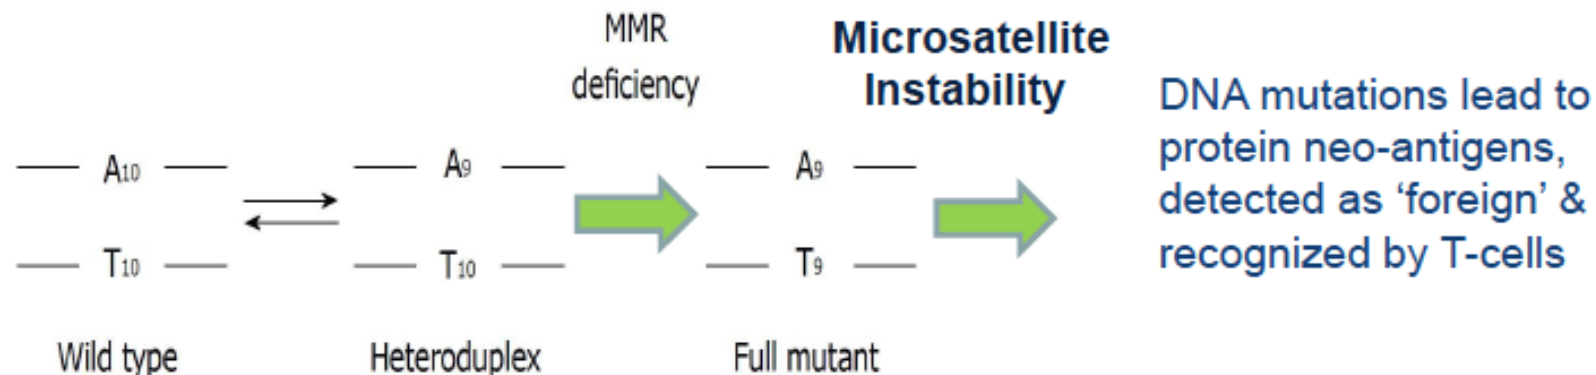 MMR
deficiency
Microsatellite
Instability
DNA mutations lead to
protein neo-antigens,
detected as ‘foreign’ &
recognized by T-cells
A10
A9
A9
T10
T10
T9
Wild type
Heteroduplex
Full mutant